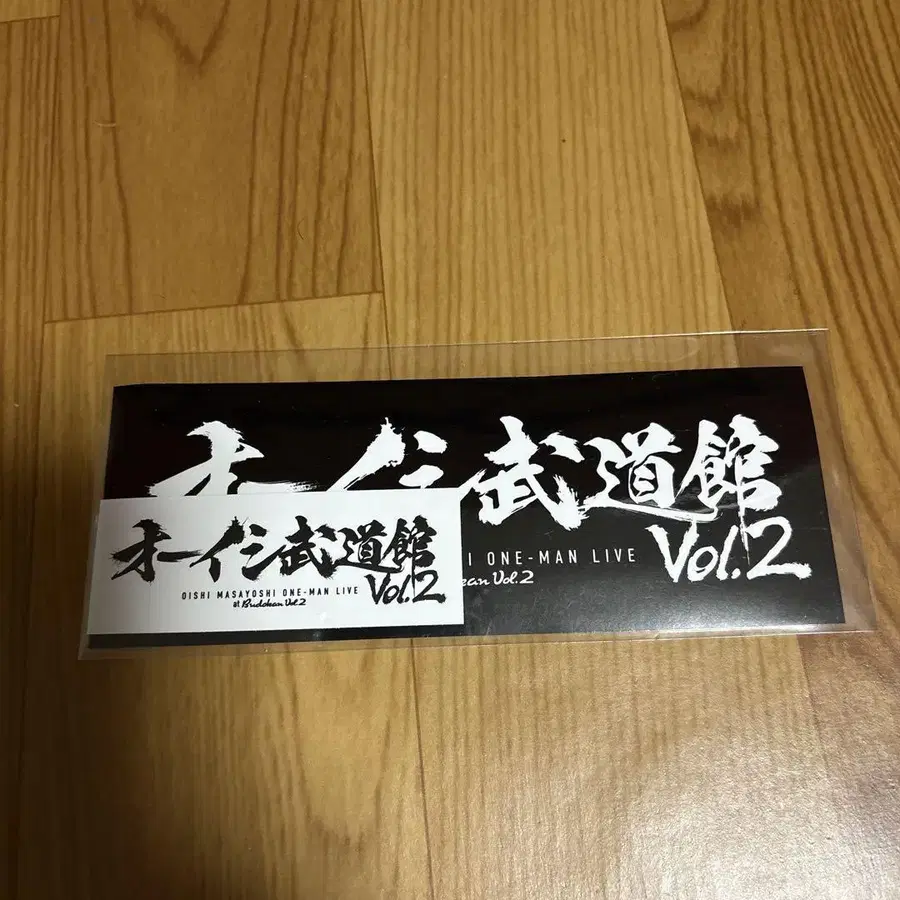 オーイシ武道館
Vol.2
I ONE-MAN LIVE
kan Vol.2
オーイシ武道館
Vol.2
OISHI MASAYOSHI ONE-MAN LIVE
at Budokan Vol.2